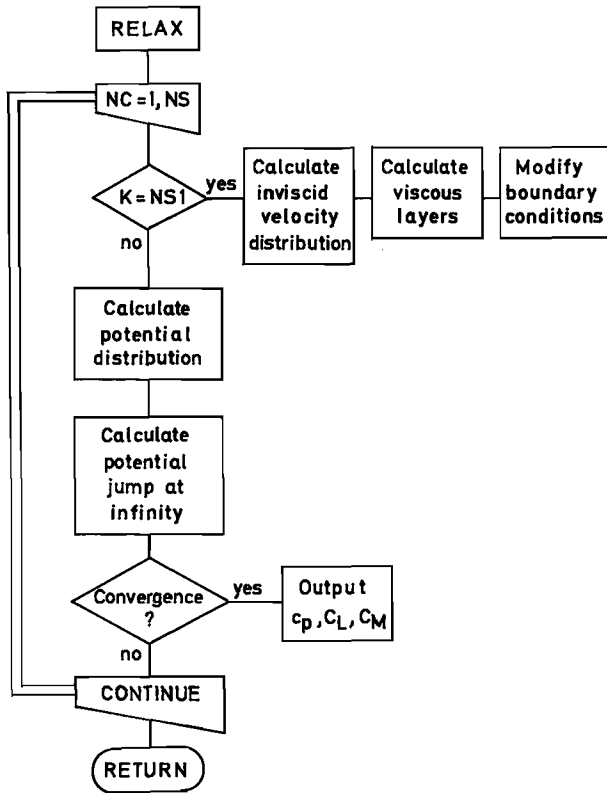 RELAX
NC = 1, NS
K = NS1
yes
Calculate
inviscid
velocity
distribution
Calculate
viscous
layers
Modify
boundary
conditions
no
Calculate
potential
distribution
Calculate
potential
jump at
infinity
Convergence
?
yes
Output
cp, CL, CM
no
CONTINUE
RETURN